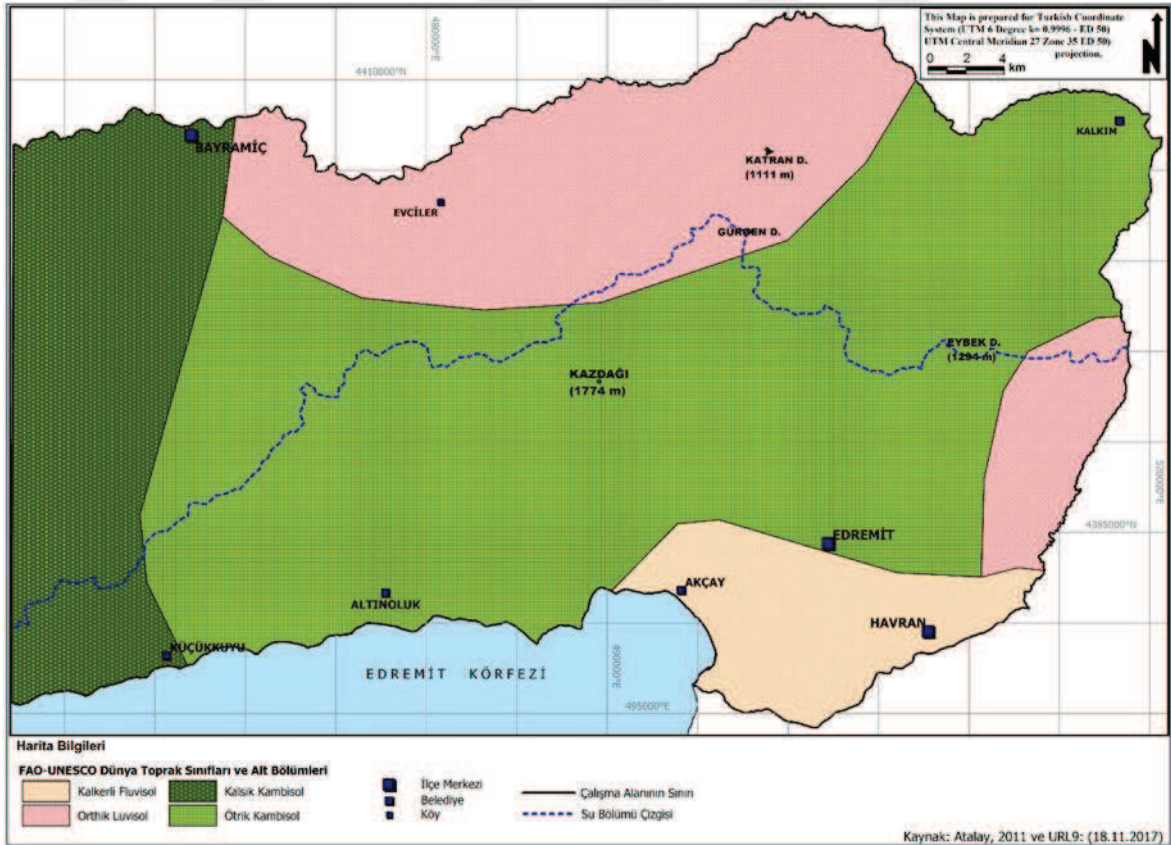 This Map is prepared for Turkish Coordinate
System (UTM 6 Degree k= 0.9996 - ED 50)
UTM Central Meridian 27 Zone 35 ED 50)
projection.
0 2 4
km
N
480000°E
4410000°N
BAYRAMİÇ
KALKIM
KATRAN D.
(1111 m)
EVCİLER
GÜRGEN D.
EYBEK D.
(1294 m)
KAZDAĞI
(1774 m)
520000°E
4385000°N
EDREMİT
ALTINOLUK
AKÇAY
HAVRAN
KÜÇÜKKUYU
EDREMİT KÖRFEZİ
490000°E
495000°E
Harita Bilgileri
FAO-UNESCO Dünya Toprak Sınıfları ve Alt Bölümleri
Kalkerli Fluvisol
Kalsik Kambisol
Orthik Luvisol
Ötrik Kambisol
İlçe Merkezi
Belediye
Köy
Çalışma Alanının Sınırı
Su Bölümü Çizgisi
Kaynak: Atalay, 2011 ve URL9: (18.11.2017)